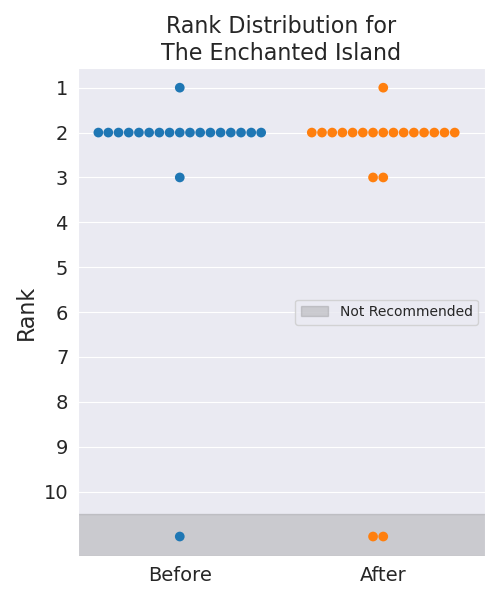 Rank Distribution for
The Enchanted Island
1
2
3
4
5
6
7
8
9
10
Rank
Not Recommended
Before
After